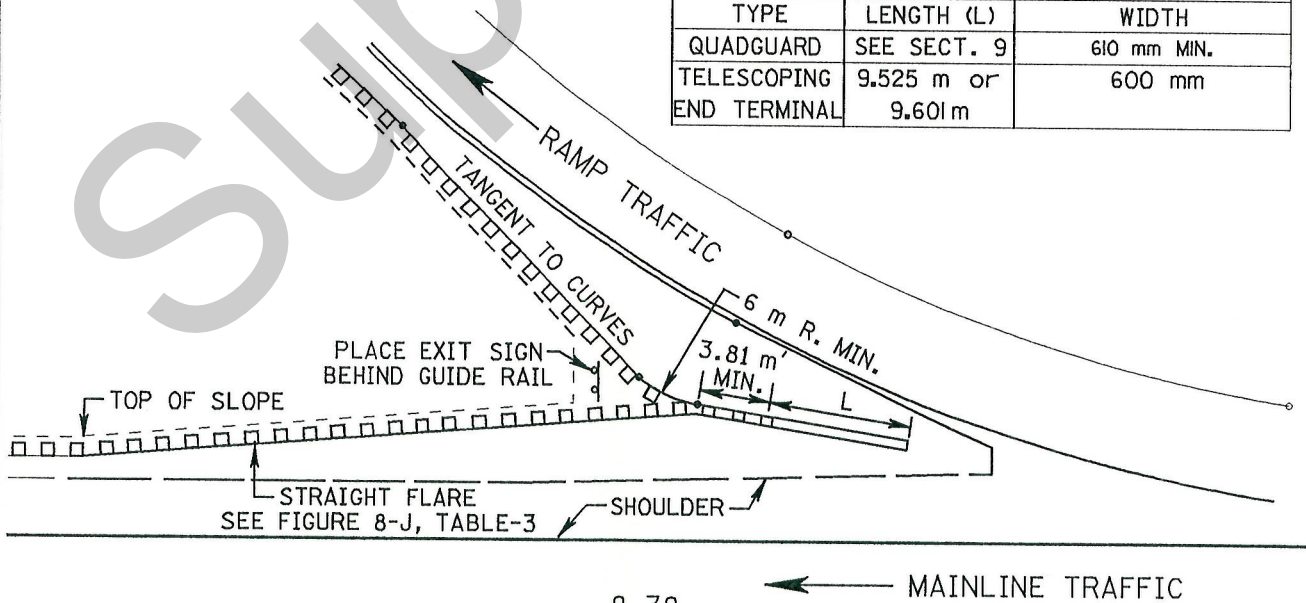 TYPE LENGTH (L) WIDTH
QUADGUARD SEE SECT. 9 610 mm MIN.
TELESCOPING END TERMINAL 9.525 m or 9.601 m 600 mm
RAMP TRAFFIC
TANGENT TO CURVES
6 m R. MIN.
3.81 m'
MIN.
L
PLACE EXIT SIGN
BEHIND GUIDE RAIL
TOP OF SLOPE
STRAIGHT FLARE
SEE FIGURE 8-J, TABLE-3
SHOULDER
MAINLINE TRAFFIC
Sup